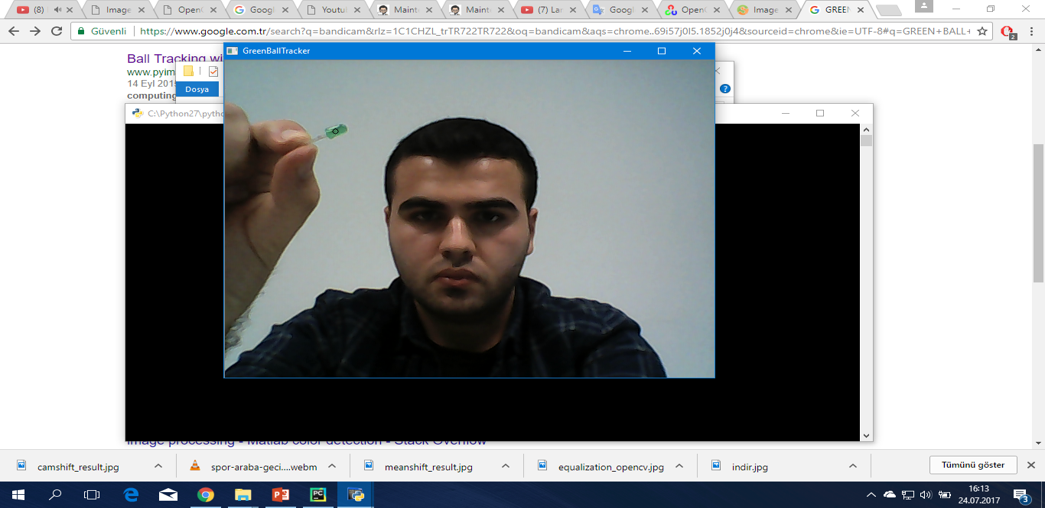 (8)
Image
Open
Googl
Youtu
Maint
Maint
(7) La
Googl
Open
Image
GREEN
Güvenli | https://www.google.com.tr/search?q=bandicam&rlz=1C1CHZL_trTR722TR722&oq=bandicam&aqs=chrome..69i57j0l5.1852j0j4&sourceid=chrome&ie=UTF-8#q=GREEN+BALL+
2
Ball Tracking wi
GreenBallTracker
www.pyim
14 Eyl 201
Dosya
computing
C:\Python27\pytho
image processing - Matlab color detection - Stack Overflow
camshift_result.jpg
spor-araba-geci....webm
meanshift_result.jpg
equalization_opencv.jpg
indir.jpg
Tümünü göster
16:13
24.07.2017
3